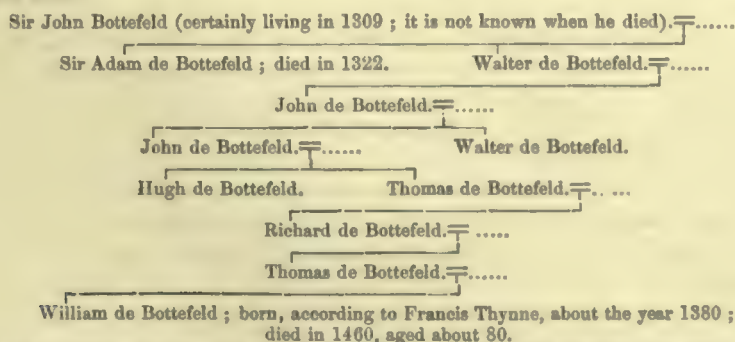 Sir John Bottefeld (certainly living in 1309 ; it is not known when he died).=......
Sir Adam de Bottefeld ; died in 1322. Walter de Bottefeld.=......
John de Bottefeld.=......
John de Bottefeld.=...... Walter de Bottefeld.
Hugh de Bottefeld. Thomas de Bottefeld.=.. ...
Richard de Bottefeld.= .....
Thomas de Bottefeld.=......
William de Bottefeld ; born, according to Francis Thynne, about the year 1380 ;
died in 1460, aged about 80.